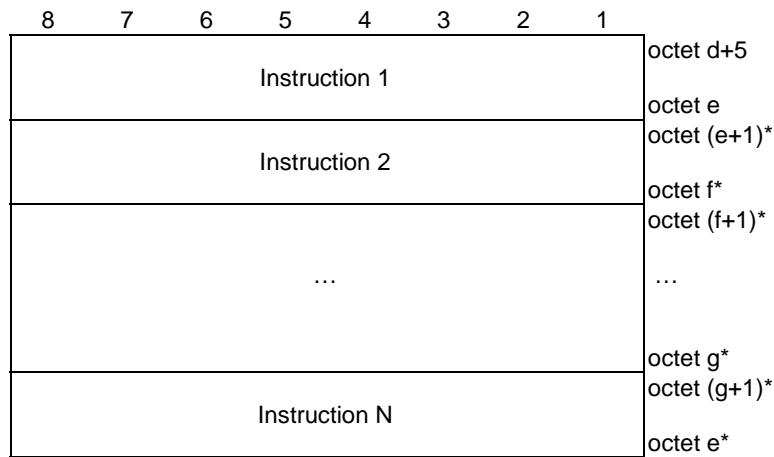 8 7 6 5 4 3 2 1
octet d+5
Instruction 1
octet e
octet (e+1)*
Instruction 2
octet f*
octet (f+1)*
… …
octet g*
octet (g+1)*
Instruction N
octet e*